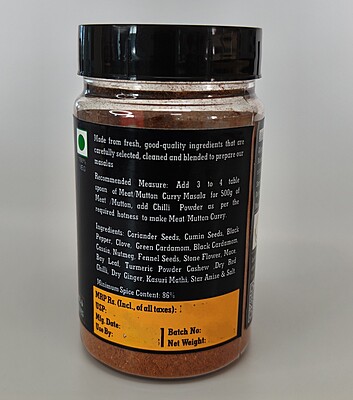 Made from fresh, good-quality ingredients that are
carefully selected, cleaned and blended to prepare our
masalas
Recommended Measure: Add 3 to 4 table
spoon of Meat/Mutton Curry Masala for 500g of
Meat /Mutton, add Chilli Powder as per the
required hotness to make Meat Mutton Curry.
Ingredients: Coriander Seeds, Cumin Seeds, Black
Pepper, Clove, Green Cardamom, Black Cardamom,
Cassia, Nutmeg, Fennel Seeds, Stone Flower, Mace,
Bay Leaf, Turmeric Powder Cashew ,Dry Red
Chilli, Dry Ginger, Kasuri Mathi, Star Anise & Salt
Minimum Spice Content: 86%
MRP Rs. (Incl., of all taxes):
USP:
Mfg. Date:
Use By:
Batch No:
Net Weight: